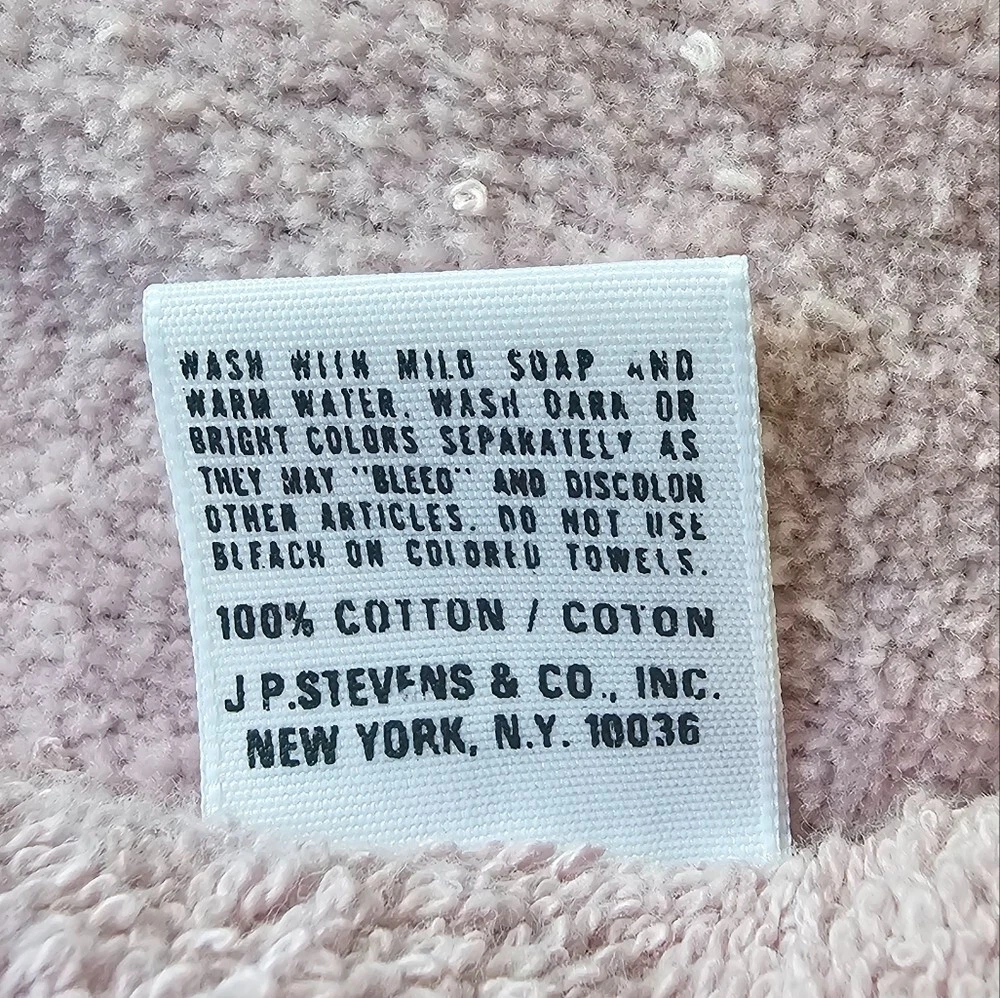 WASH WITH MILD SOAP AND
WARM WATER. WASH DARK OR
BRIGHT COLORS SEPARATELY AS
THEY MAY "BLEED" AND DISCOLOR
OTHER ARTICLES. DO NOT USE
BLEACH ON COLORED TOWELS.
100% COTTON / COTON
J P.STEVENS & CO., INC.
NEW YORK, N.Y. 10036